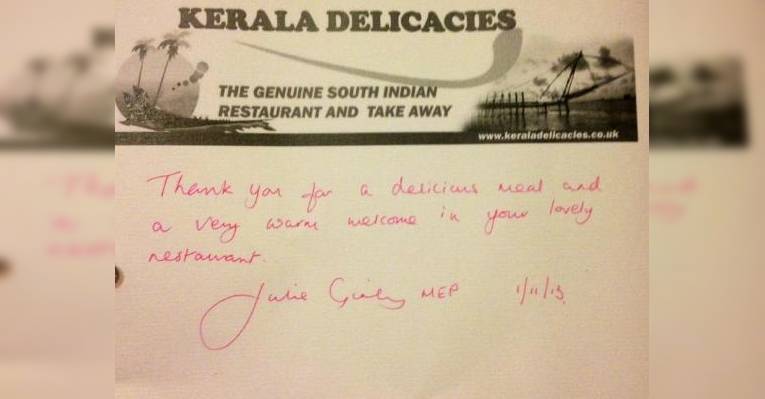 KERALA DELICACIES
THE GENUINE SOUTH INDIAN
RESTAURANT AND TAKE AWAY
www.keraladelicacies.co.uk
Thank you for a delicious meal and
a very warm welcome in your lovely
restaurant.
Julie MEP 1/11/13